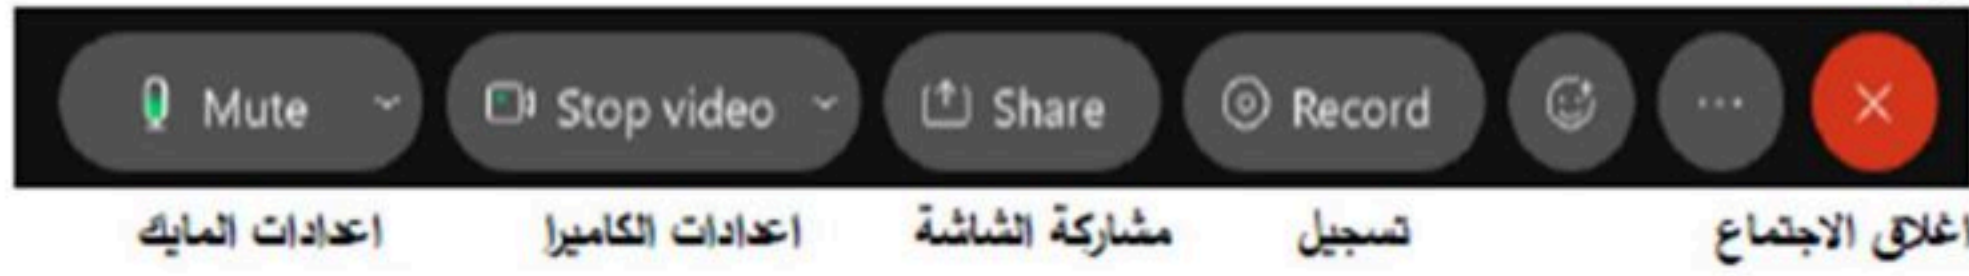 Mute Stop video Share Record
اعدادات المايك اعدادات الكاميرا مشاركة الشاشة تسجيل اغلاق الاجتماع